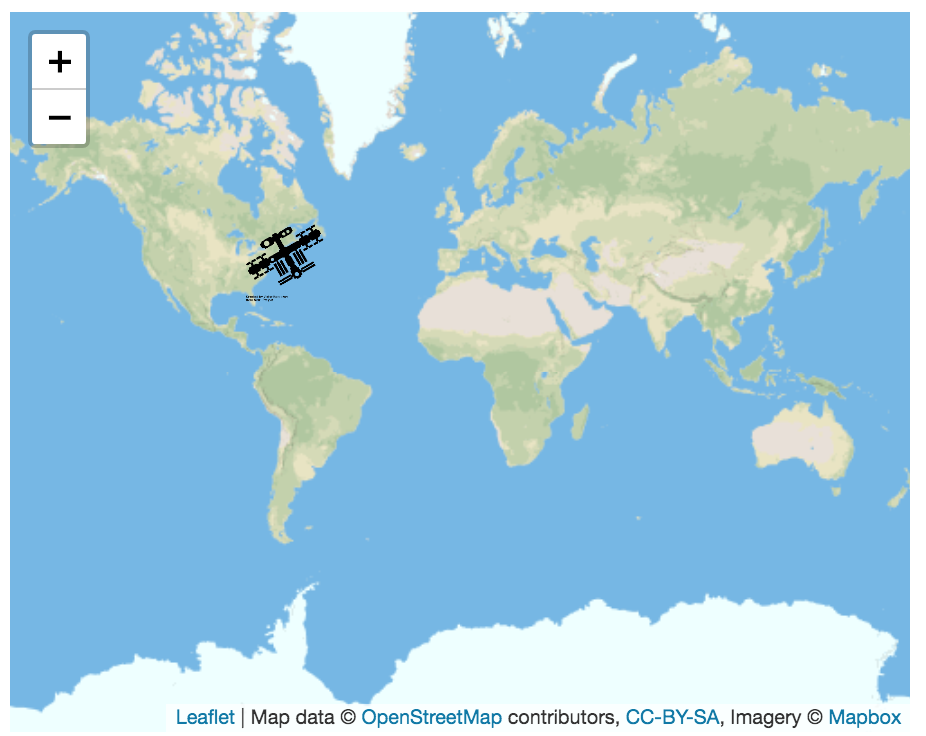 +
−
Leaflet | Map data © OpenStreetMap contributors, CC-BY-SA, Imagery © Mapbox